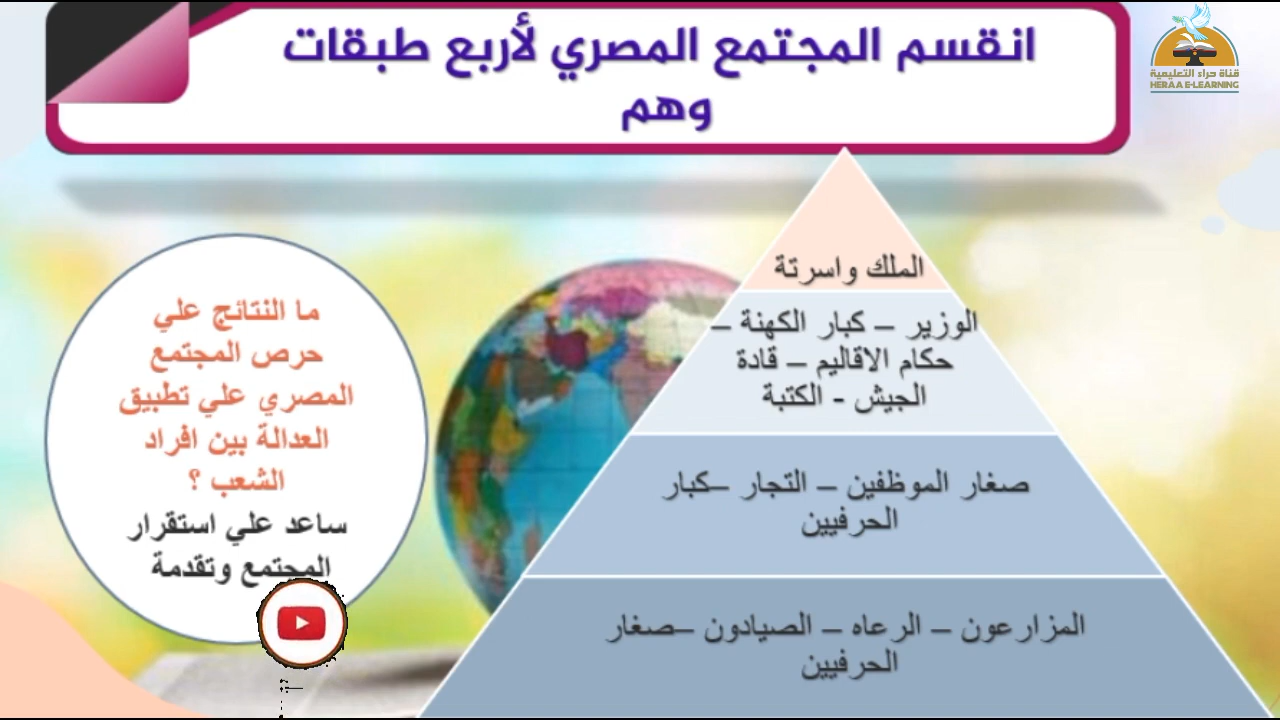 انقسم المجتمع المصري لأربع طبقات
وهم
قناة حراء التعليمية
HERAA E-LEARNING
الملك واسرتة
الوزير – كبار الكهنة –
حكام الاقاليم – قادة
الجيش - الكتبة
صغار الموظفين – التجار –كبار
الحرفيين
المزارعون – الرعاه – الصيادون –صغار
الحرفيين
ما النتائج علي
حرص المجتمع
المصري علي تطبيق
العدالة بين افراد
الشعب ؟
ساعد علي استقرار
المجتمع وتقدمة